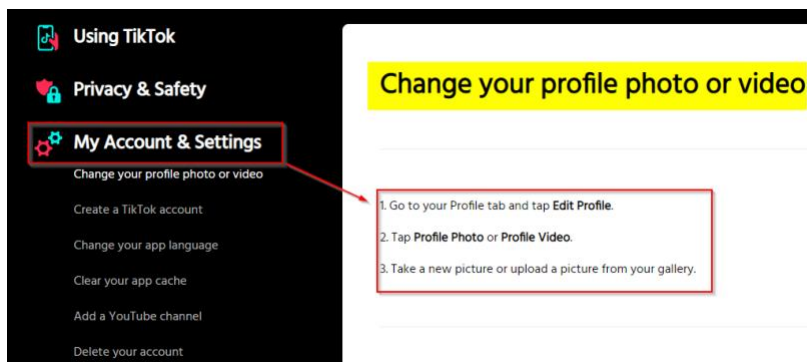 Using TikTok
Privacy & Safety
My Account & Settings
Change your profile photo or video
Create a TikTok account
Change your app language
Clear your app cache
Add a YouTube channel
Delete your account
Change your profile photo or video
1. Go to your Profile tab and tap Edit Profile.
2. Tap Profile Photo or Profile Video.
3. Take a new picture or upload a picture from your gallery.